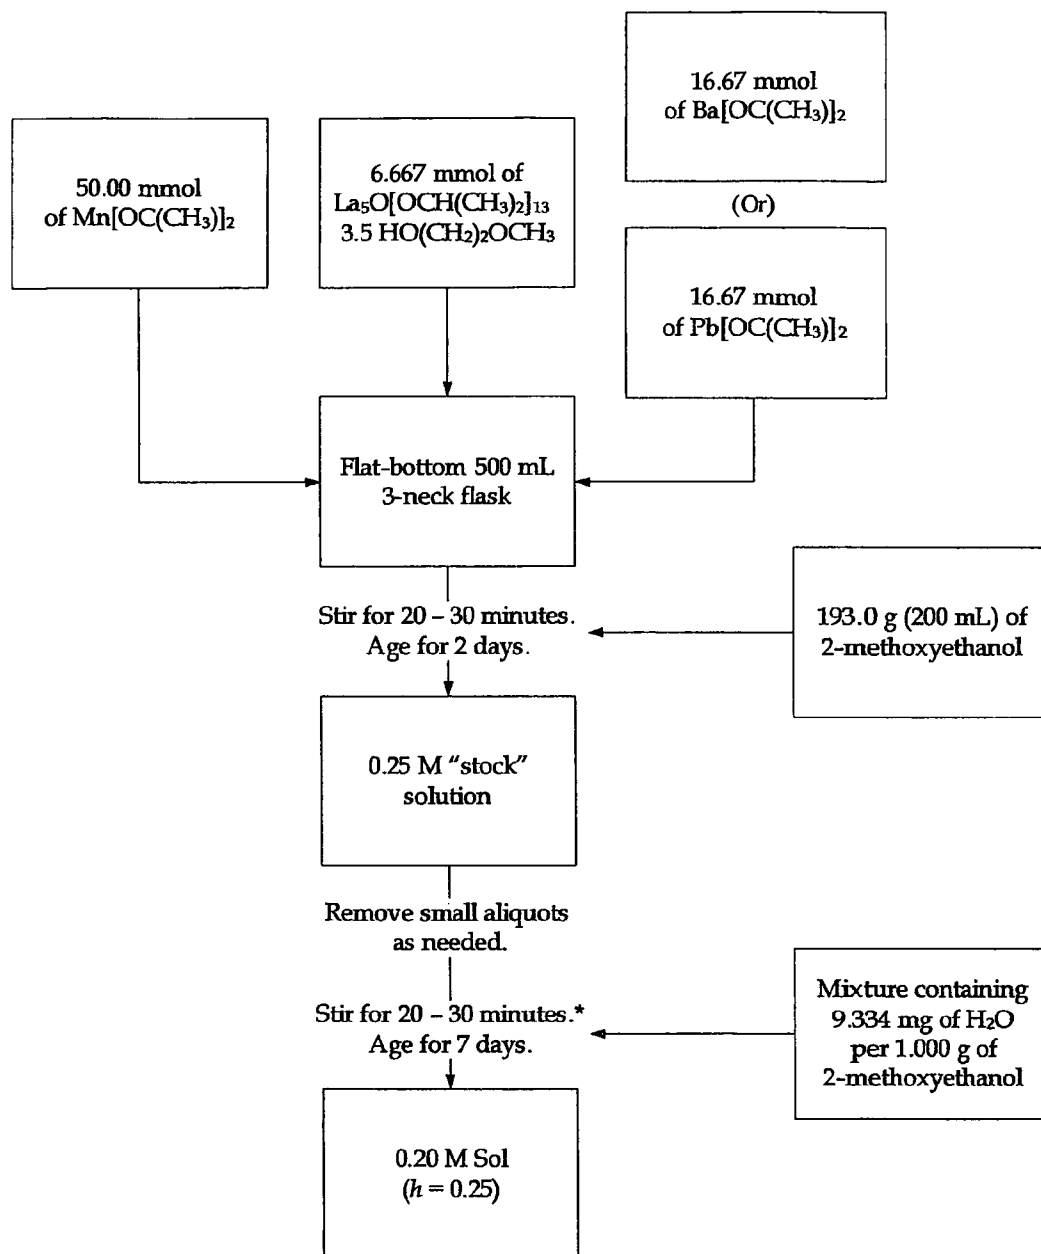 50.00 mmol
of Mn[OC(CH₃)]₂
6.667 mmol of
La₅O[OCH(CH₃)₂]₁₃
3.5 HO(CH₂)₂OCH₃
16.67 mmol
of Ba[OC(CH₃)]₂
(Or)
16.67 mmol
of Pb[OC(CH₃)]₂
Flat-bottom 500 mL
3-neck flask
Stir for 20 – 30 minutes.
Age for 2 days.
193.0 g (200 mL) of
2-methoxyethanol
0.25 M “stock”
solution
Remove small aliquots
as needed.
Stir for 20 – 30 minutes.*
Age for 7 days.
Mixture containing
9.334 mg of H₂O
per 1.000 g of
2-methoxyethanol
0.20 M Sol
(h = 0.25)